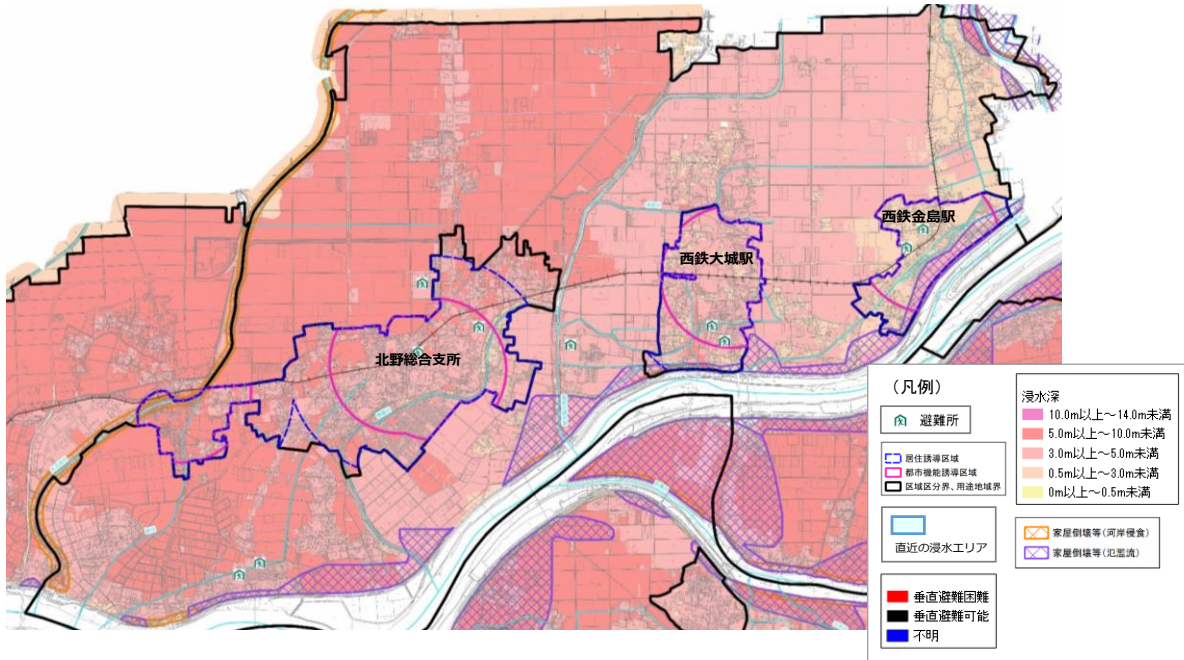 西鉄金島駅
西鉄大城駅
北野総合支所
(凡例)
避難所
居住誘導区域
都市機能誘導区域
区域区分界、用途地域界
直近の浸水エリア
垂直避難困難
垂直避難可能
不明
浸水深
10.0m以上～14.0m未満
5.0m以上～10.0m未満
3.0m以上～5.0m未満
0.5m以上～3.0m未満
0m以上～0.5m未満
家屋倒壊等(河岸侵食)
家屋倒壊等(氾濫流)